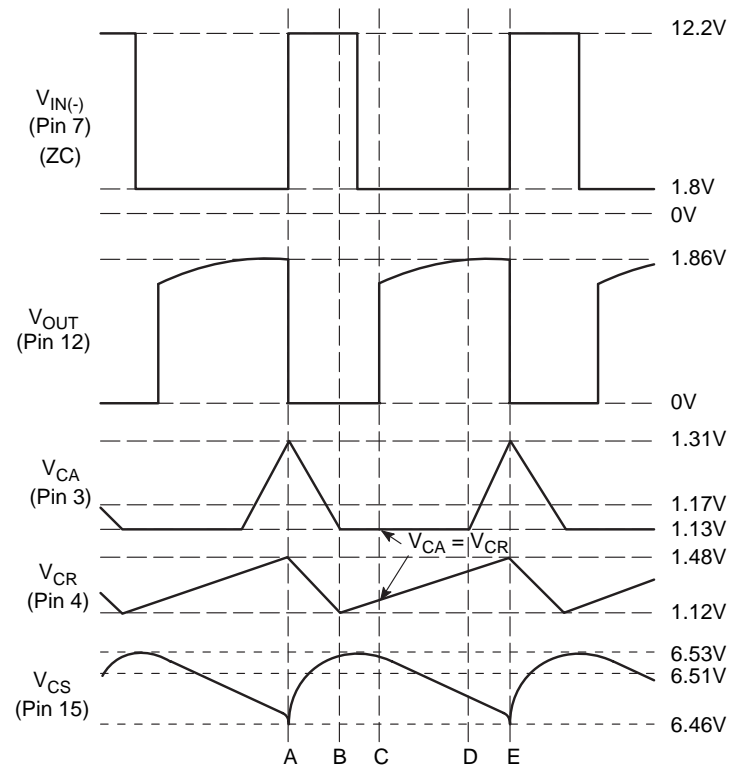 12.2V
V_IN(-)
(Pin 7)
(ZC)
1.8V
0V
1.86V
V_OUT
(Pin 12)
0V
1.31V
V_CA
(Pin 3)
1.17V
1.13V
V_CA = V_CR
1.48V
V_CR
(Pin 4)
1.12V
6.53V
6.51V
V_CS
(Pin 15)
6.46V
A B C D E